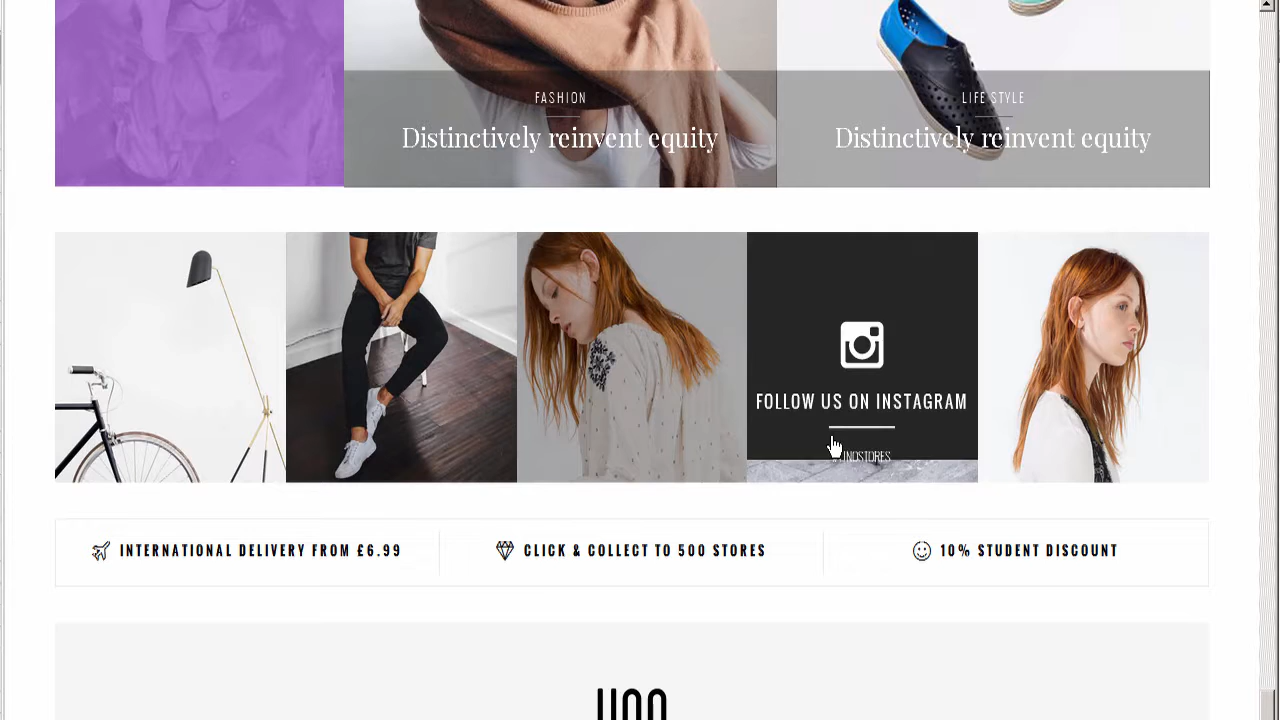 FASHION
Distinctively reinvent equity
LIFE STYLE
Distinctively reinvent equity
FOLLOW US ON INSTAGRAM
INTERNATIONAL DELIVERY FROM £6.99
CLICK & COLLECT TO 500 STORES
10% STUDENT DISCOUNT